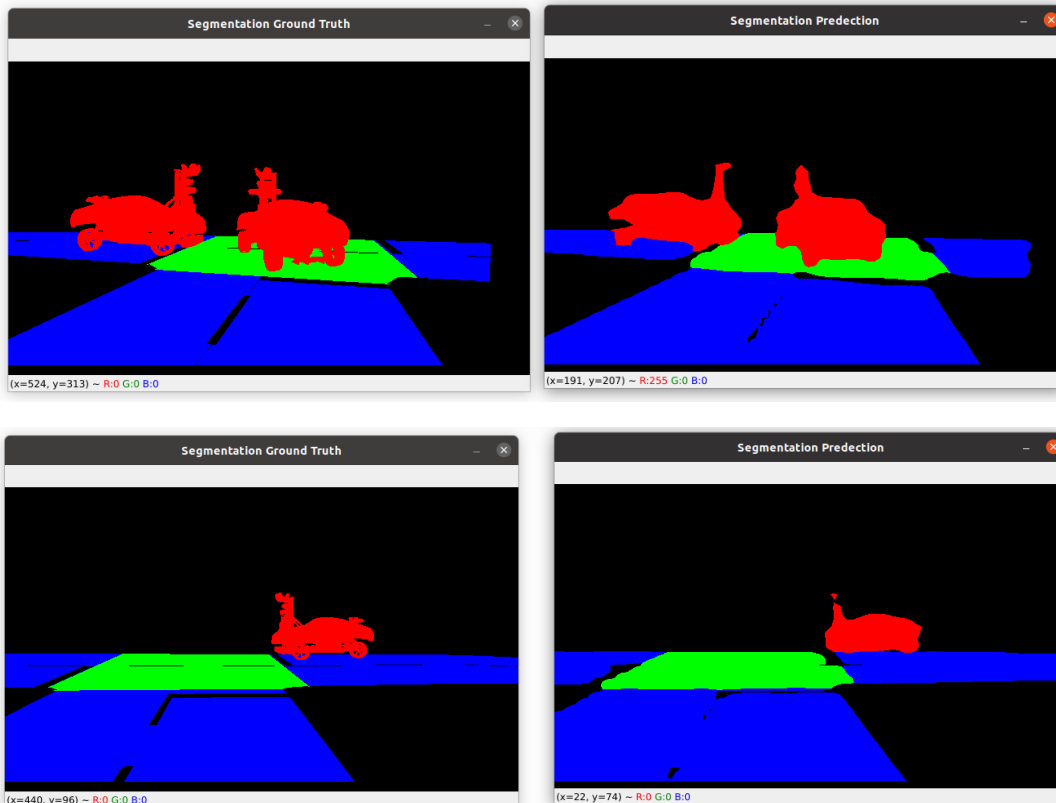 Segmentation Ground Truth
Segmentation Predection
(x=524, y=313) ~ R:0 G:0 B:0
(x=191, y=207) ~ R:255 G:0 B:0
Segmentation Ground Truth
Segmentation Predection
(x=440, y=96) ~ R:0 G:0 B:0
(x=22, y=74) ~ R:0 G:0 B:0